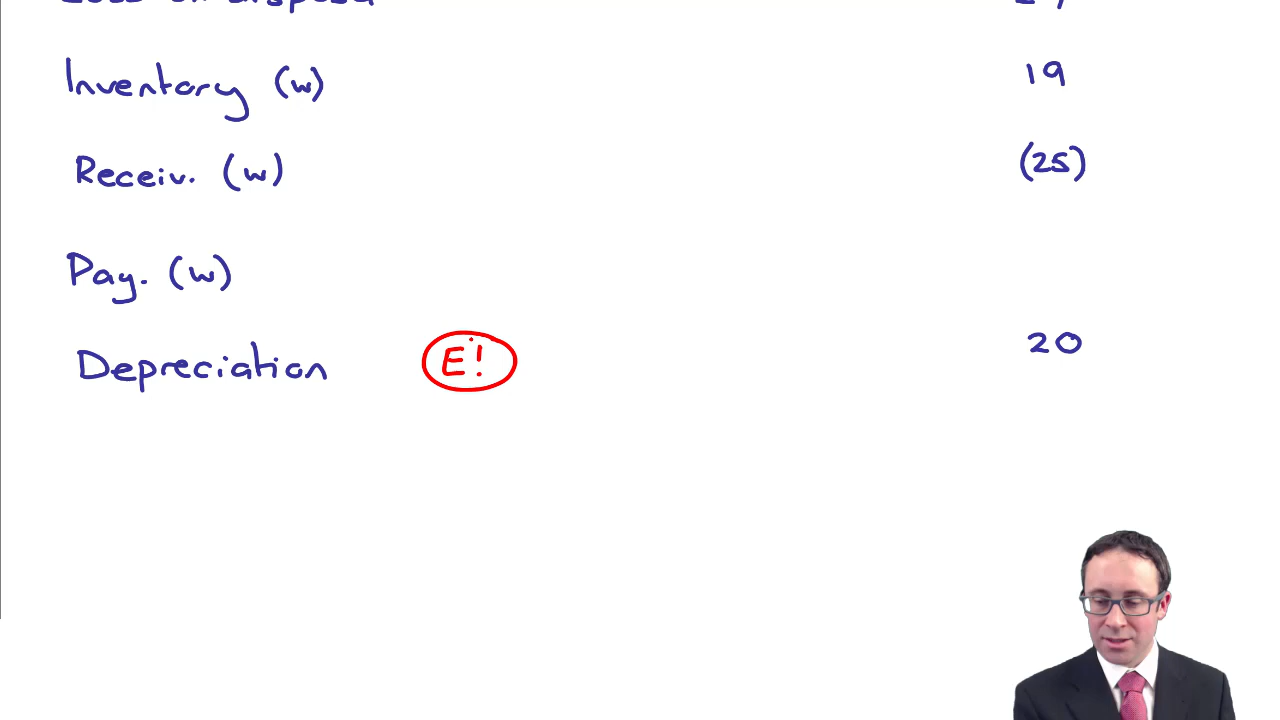 Inventory (w) 19
Receiv. (w) (25)
Pay. (w)
Depreciation E! 20